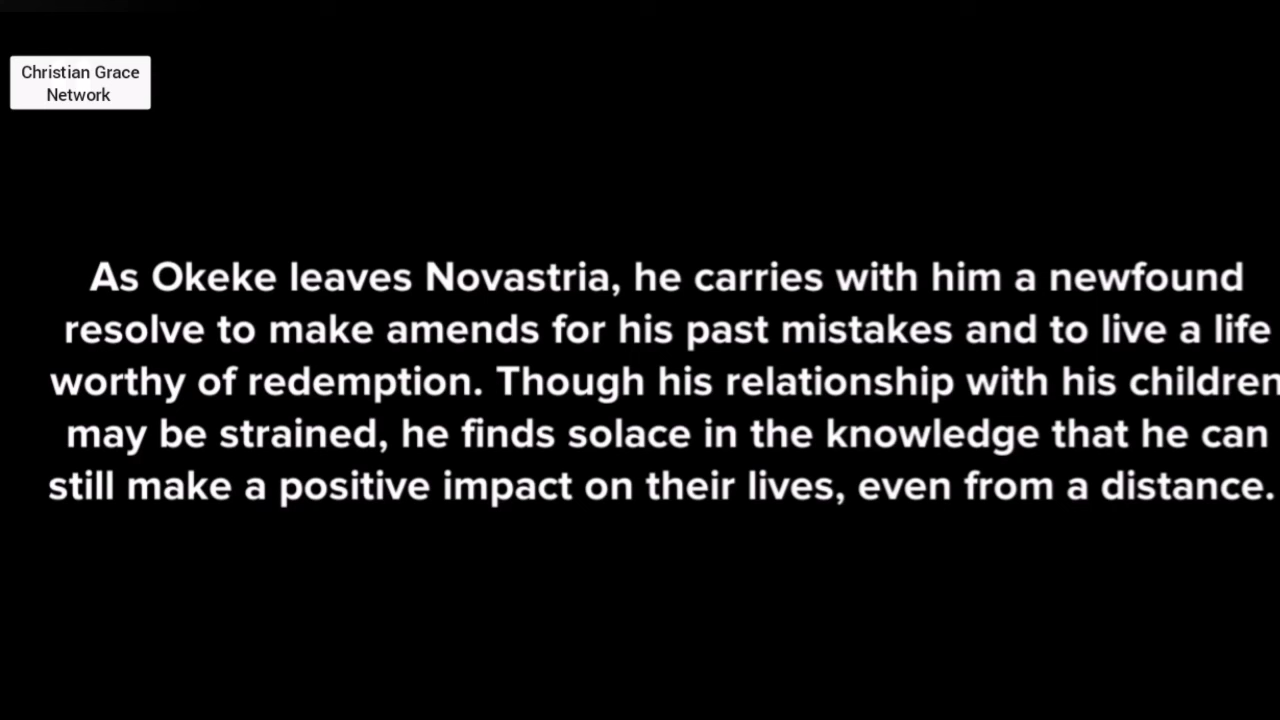 Christian Grace
Network
As Okeke leaves Novastria, he carries with him a newfound
resolve to make amends for his past mistakes and to live a life
worthy of redemption. Though his relationship with his children
may be strained, he finds solace in the knowledge that he can
still make a positive impact on their lives, even from a distance.